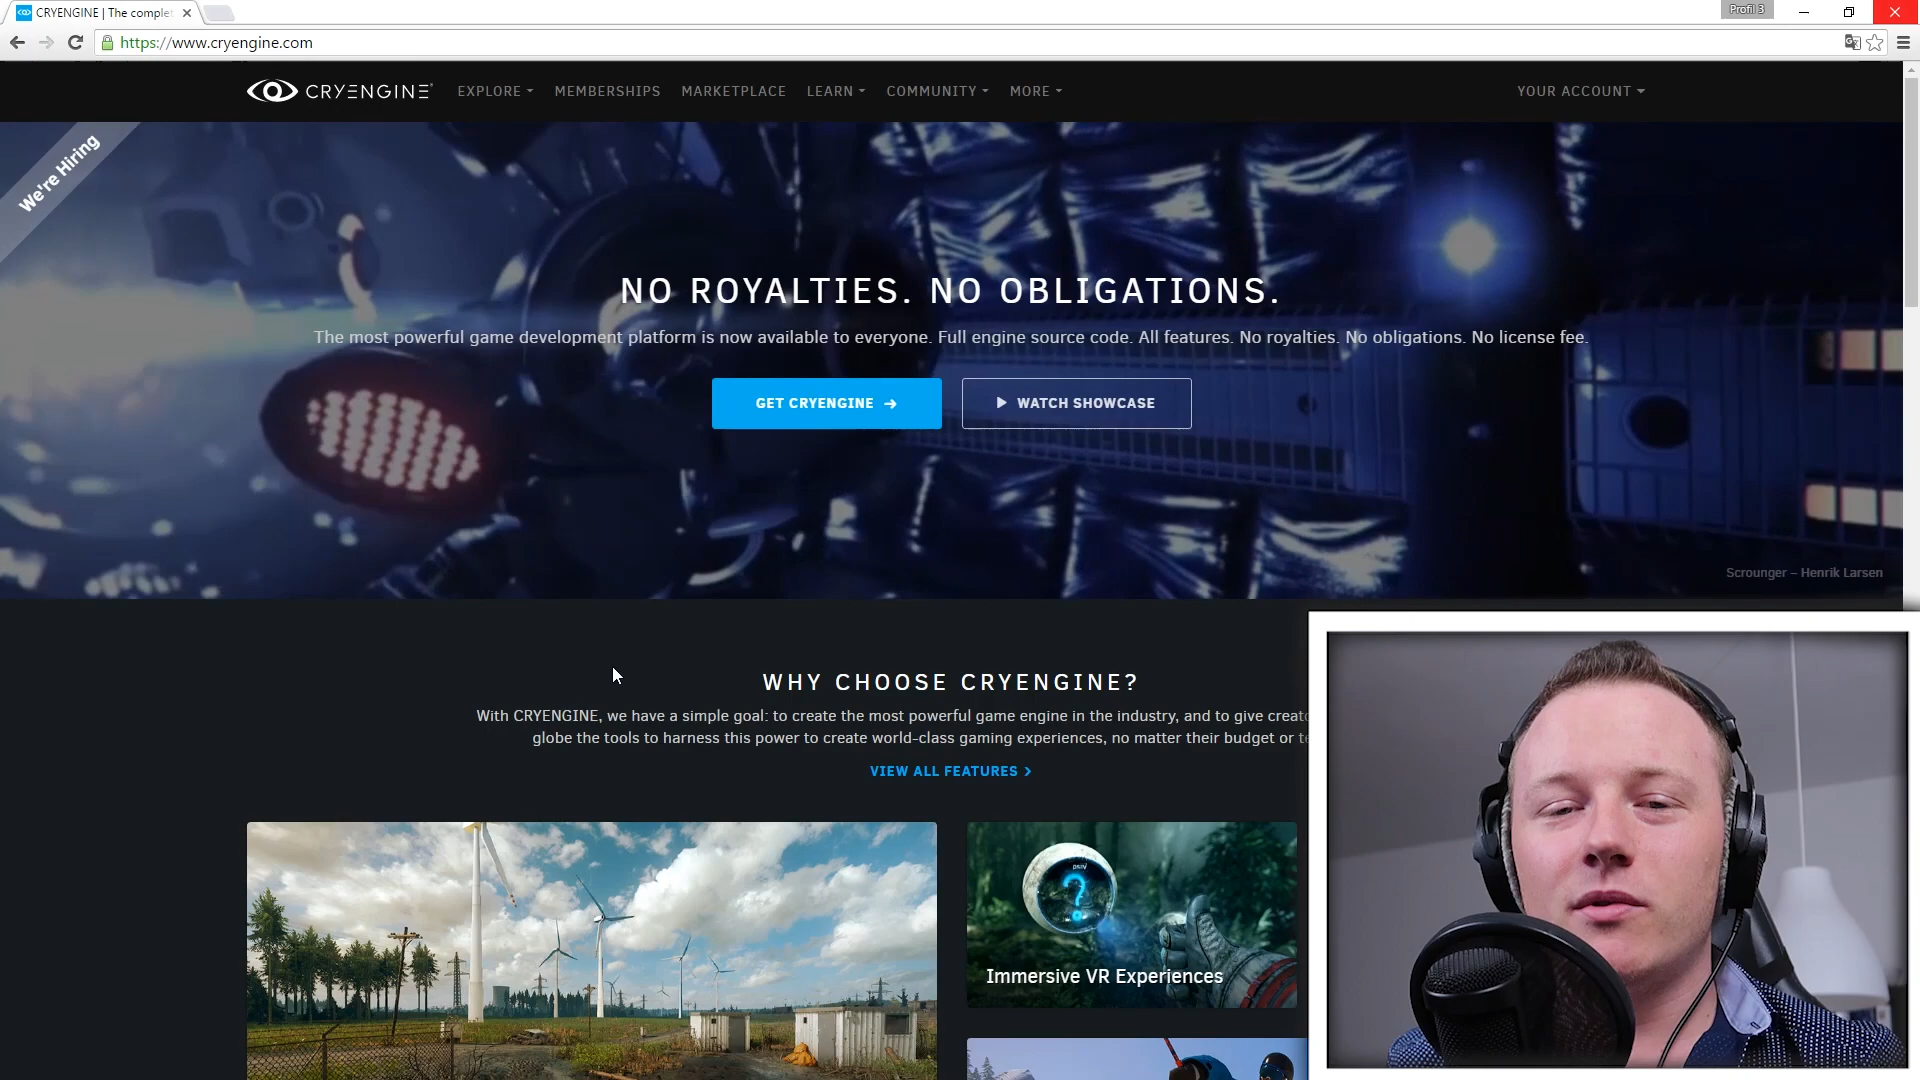 CRYENGINE | The complet
Profil 3
https://www.cryengine.com
CRYENGINE
EXPLORE
MEMBERSHIPS
MARKETPLACE
LEARN
COMMUNITY
MORE
YOUR ACCOUNT
We're Hiring
NO ROYALTIES. NO OBLIGATIONS.
The most powerful game development platform is now available to everyone. Full engine source code. All features. No royalties. No obligations. No license fee.
GET CRYENGINE
WATCH SHOWCASE
Scrounger – Henrik Larsen
WHY CHOOSE CRYENGINE?
With CRYENGINE, we have a simple goal: to create the most powerful game engine in the industry, and to give creato
globe the tools to harness this power to create world-class gaming experiences, no matter their budget or te
VIEW ALL FEATURES
Immersive VR Experiences